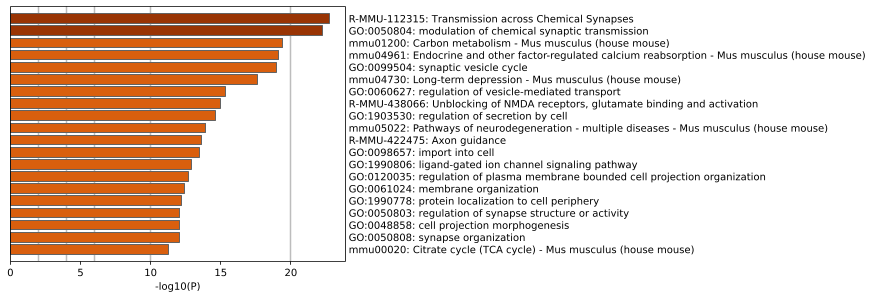 R-MMU-112315: Transmission across Chemical Synapses
GO:0050804: modulation of chemical synaptic transmission
mmu01200: Carbon metabolism - Mus musculus (house mouse)
mmu04961: Endocrine and other factor-regulated calcium reabsorption - Mus musculus (house mouse)
GO:0099504: synaptic vesicle cycle
mmu04730: Long-term depression - Mus musculus (house mouse)
GO:0060627: regulation of vesicle-mediated transport
R-MMU-438066: Unblocking of NMDA receptors, glutamate binding and activation
GO:1903530: regulation of secretion by cell
mmu05022: Pathways of neurodegeneration - multiple diseases - Mus musculus (house mouse)
R-MMU-422475: Axon guidance
GO:0098657: import into cell
GO:1990806: ligand-gated ion channel signaling pathway
GO:0120035: regulation of plasma membrane bounded cell projection organization
GO:0061024: membrane organization
GO:1990778: protein localization to cell periphery
GO:0050803: regulation of synapse structure or activity
GO:0048858: cell projection morphogenesis
GO:0050808: synapse organization
mmu00020: Citrate cycle (TCA cycle) - Mus musculus (house mouse)
0 5 10 15 20
-log10(P)